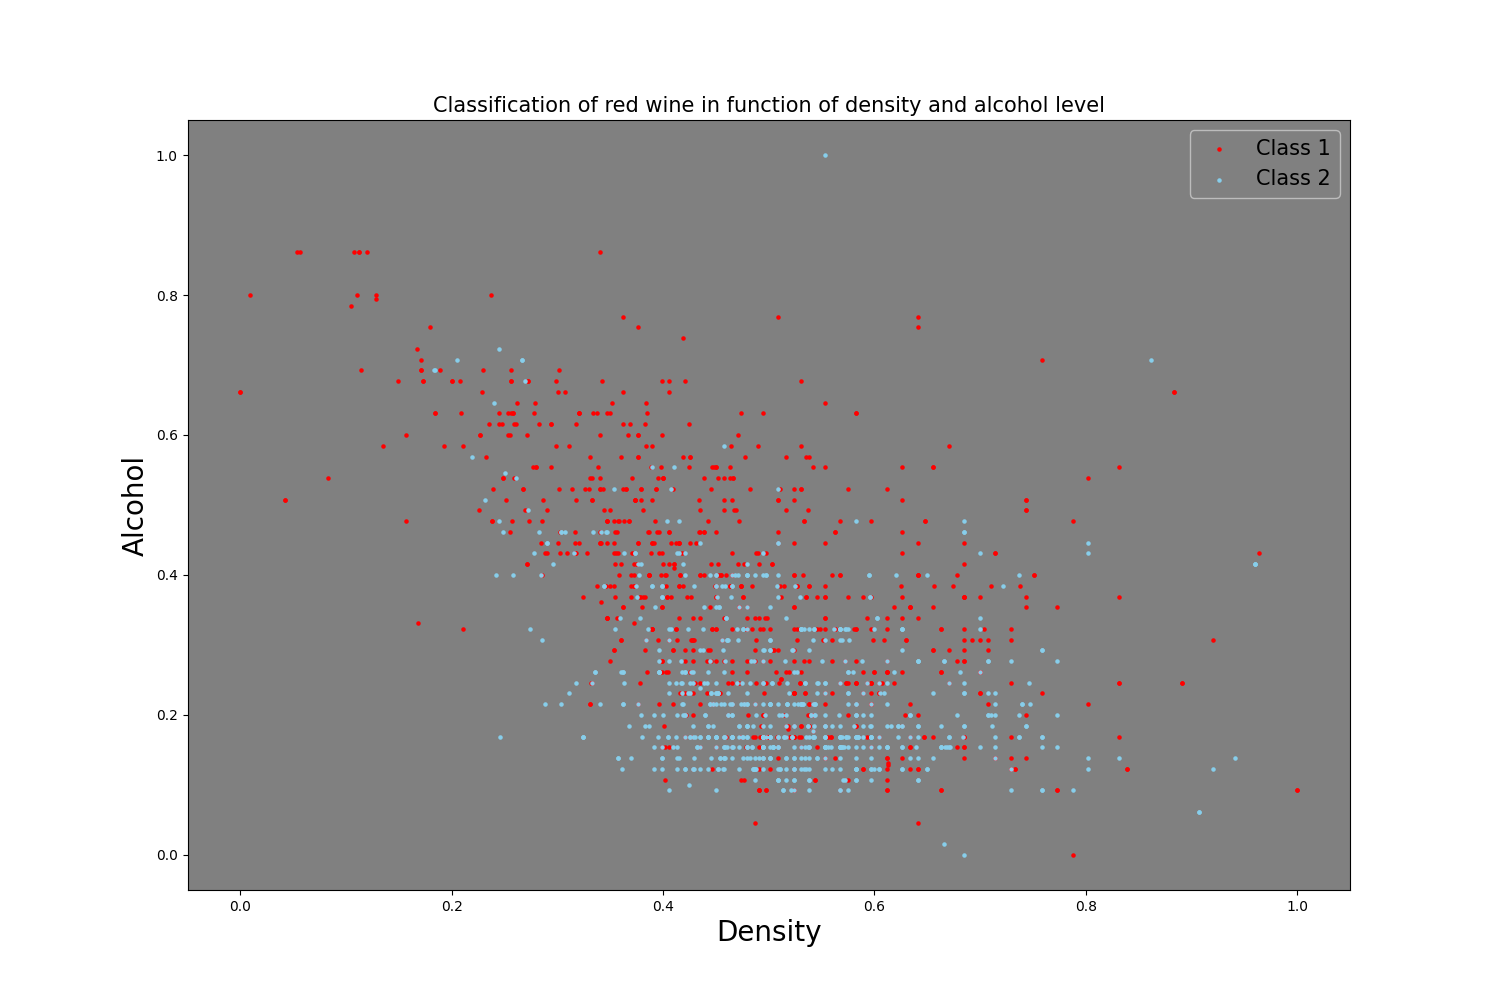 Classification of red wine in function of density and alcohol level
Class 1
Class 2
Alcohol
1.0
0.8
0.6
0.4
0.2
0.0
0.0 0.2 0.4 0.6 0.8 1.0
Density